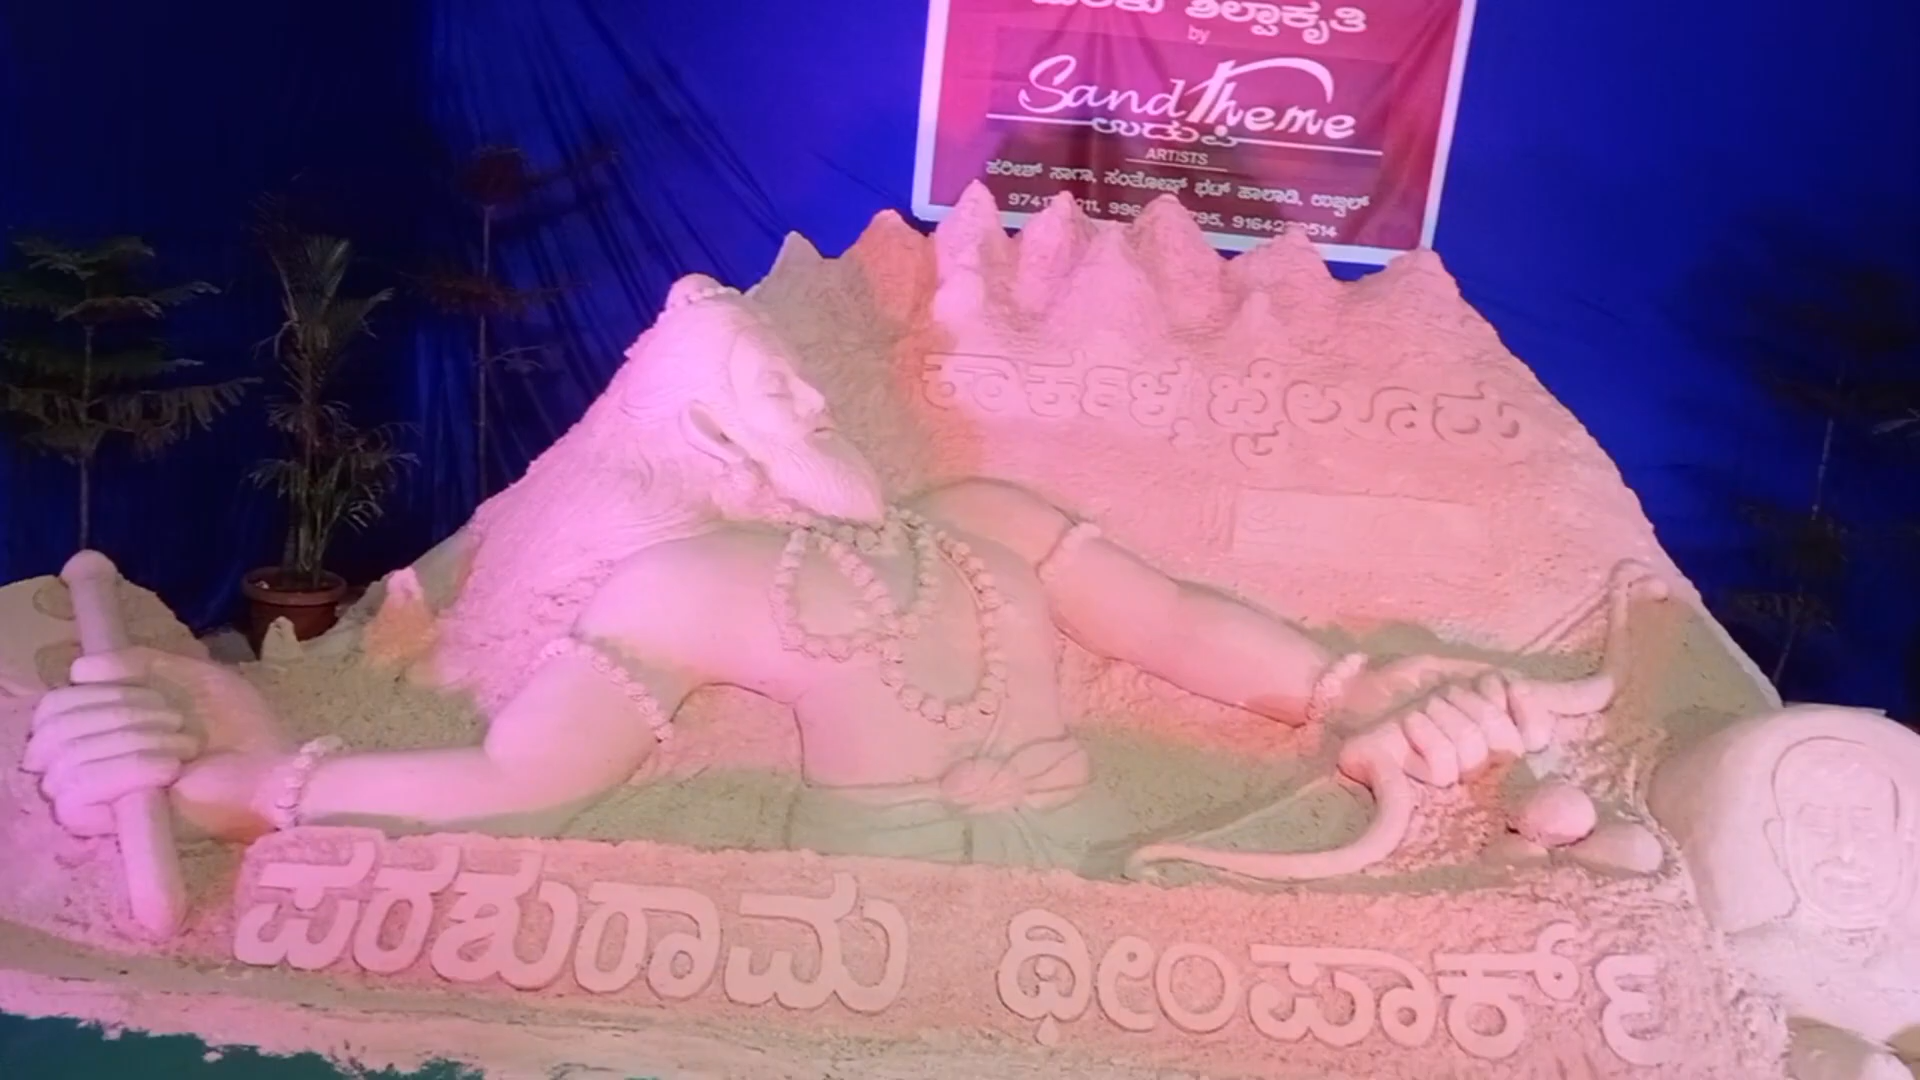 ಶಿಲ್ಪಾಕೃತಿ
by
Sand Theme
ಉಡುಪಿ
ARTISTS
ಹರೀಶ್ ಸಾಗಾ, ಸಂತೋಷ್ ಭಟ್ ಹಾಲಾಡಿ, ಉಜ್ವಲ್
ಕಾರ್ಕಳ ಬೈಲೂರು
ಪರಶುರಾಮ ಥೀಂಪಾರ್ಕ್